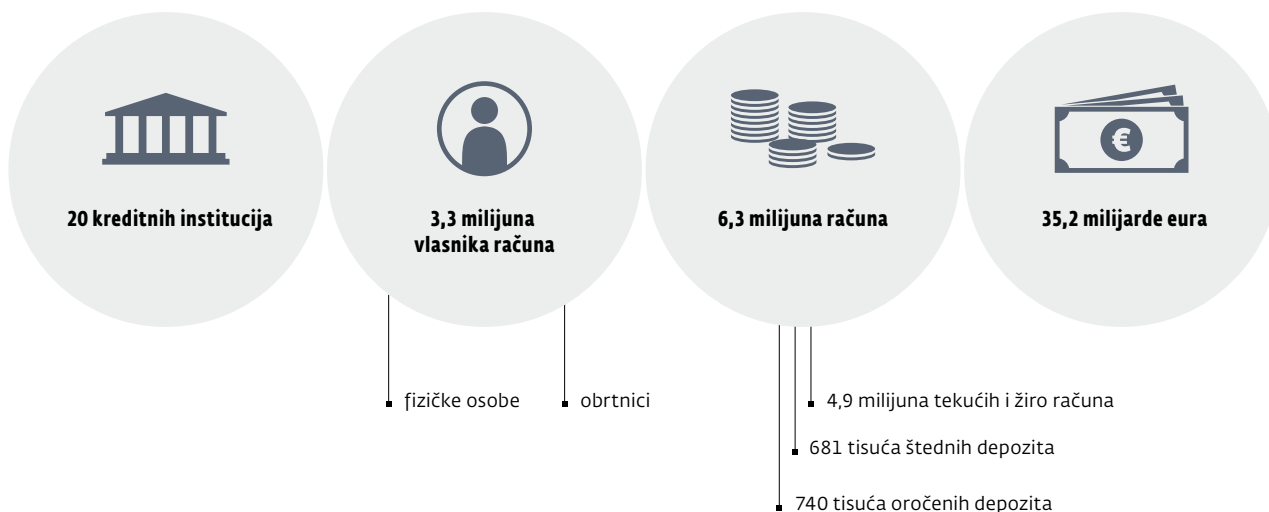 €
20 kreditnih institucija
3,3 milijuna
vlasnika računa
6,3 milijuna računa
35,2 milijarde eura
fizičke osobe
obrtnici
4,9 milijuna tekućih i žiro računa
681 tisuća štednih depozita
740 tisuća oročenih depozita